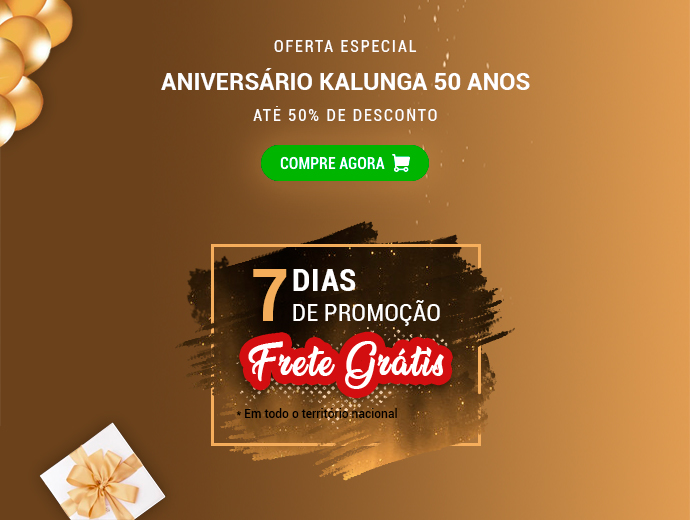 OFERTA ESPECIAL
ANIVERSÁRIO KALUNGA 50 ANOS
ATÉ 50% DE DESCONTO
COMPRE AGORA
7 DIAS
DE PROMOÇÃO
Frete Grátis
* Em todo o território nacional